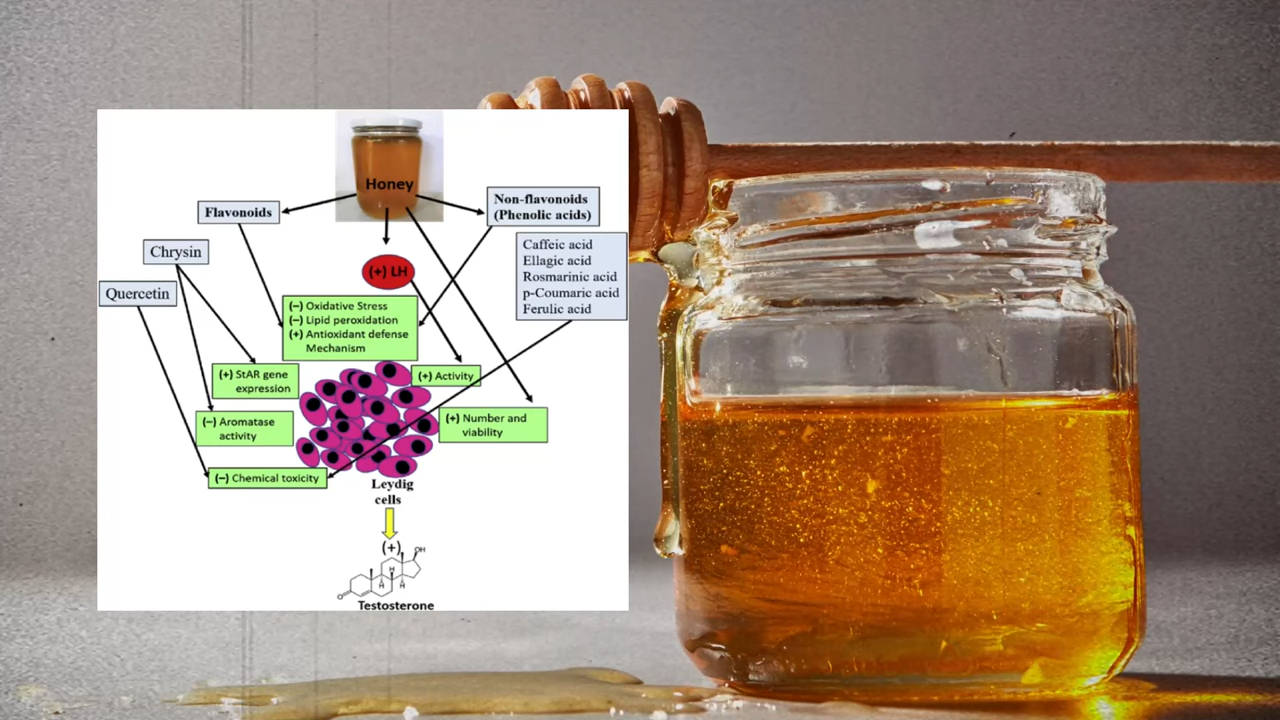 Honey
Flavonoids
Non-flavonoids
(Phenolic acids)
Chrysin
Quercetin
Caffeic acid
Ellagic acid
Rosmarinic acid
p-Coumaric acid
Ferulic acid
(+) LH
(−) Oxidative Stress
(−) Lipid peroxidation
(+) Antioxidant defense
Mechanism
(+) StAR gene
expression
(+) Activity
(−) Aromatase
activity
(+) Number and
viability
(−) Chemical toxicity
Leydig
cells
(+)
OH
H
H
H
O
Testosterone